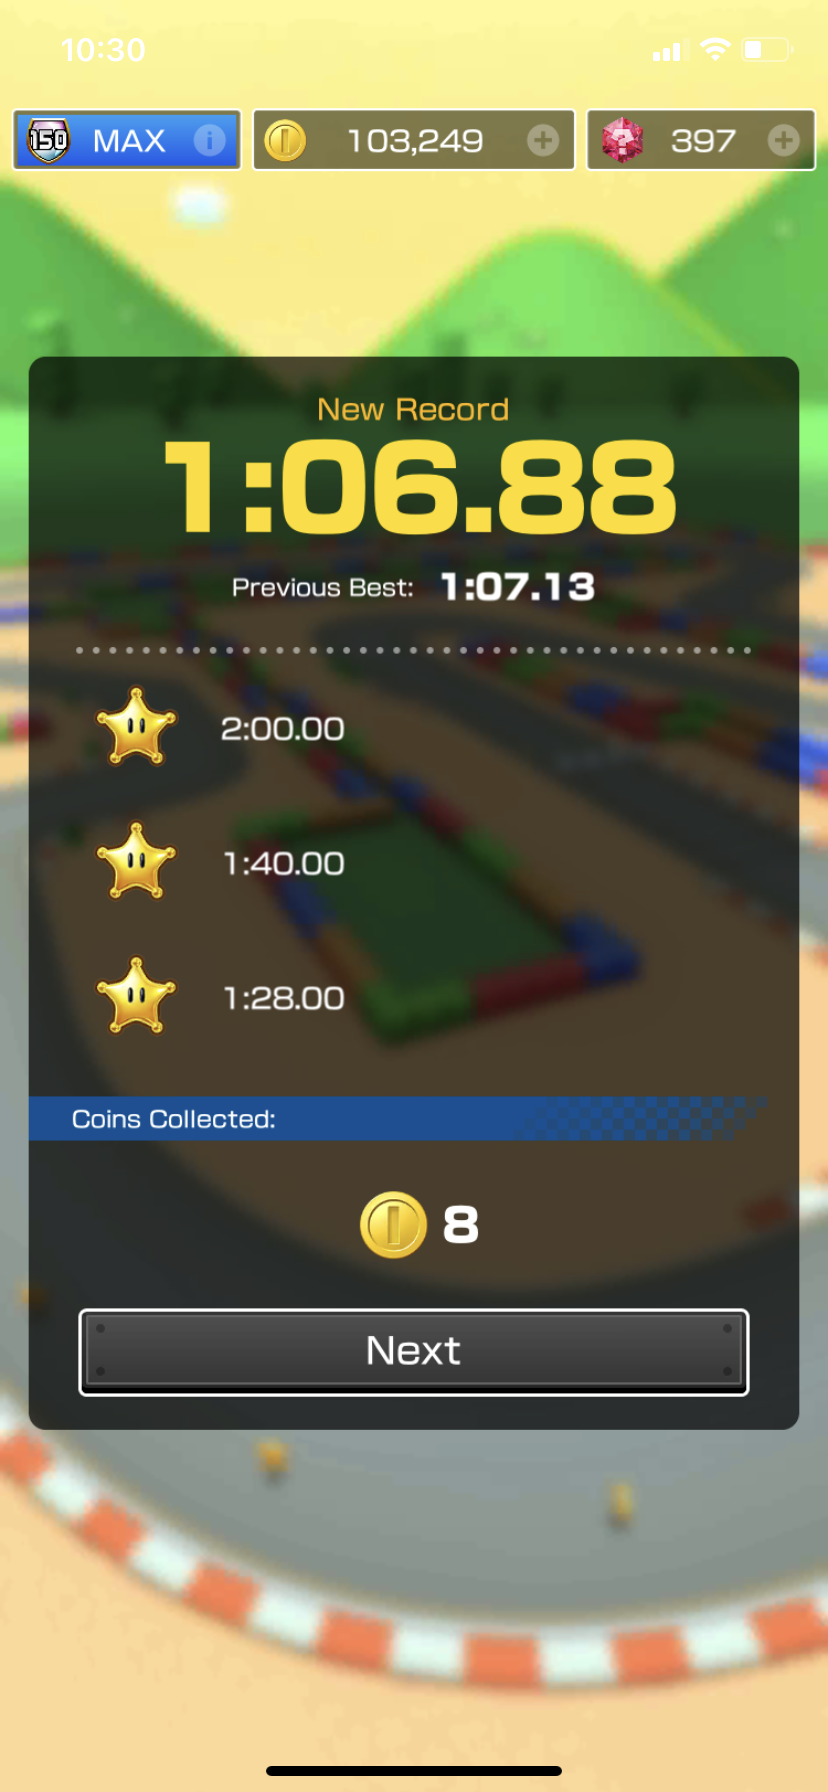 10:30
150 MAX i 103,249 + ? 397 +
New Record
1:06.88
Previous Best: 1:07.13
2:00.00
1:40.00
1:28.00
Coins Collected:
8
Next